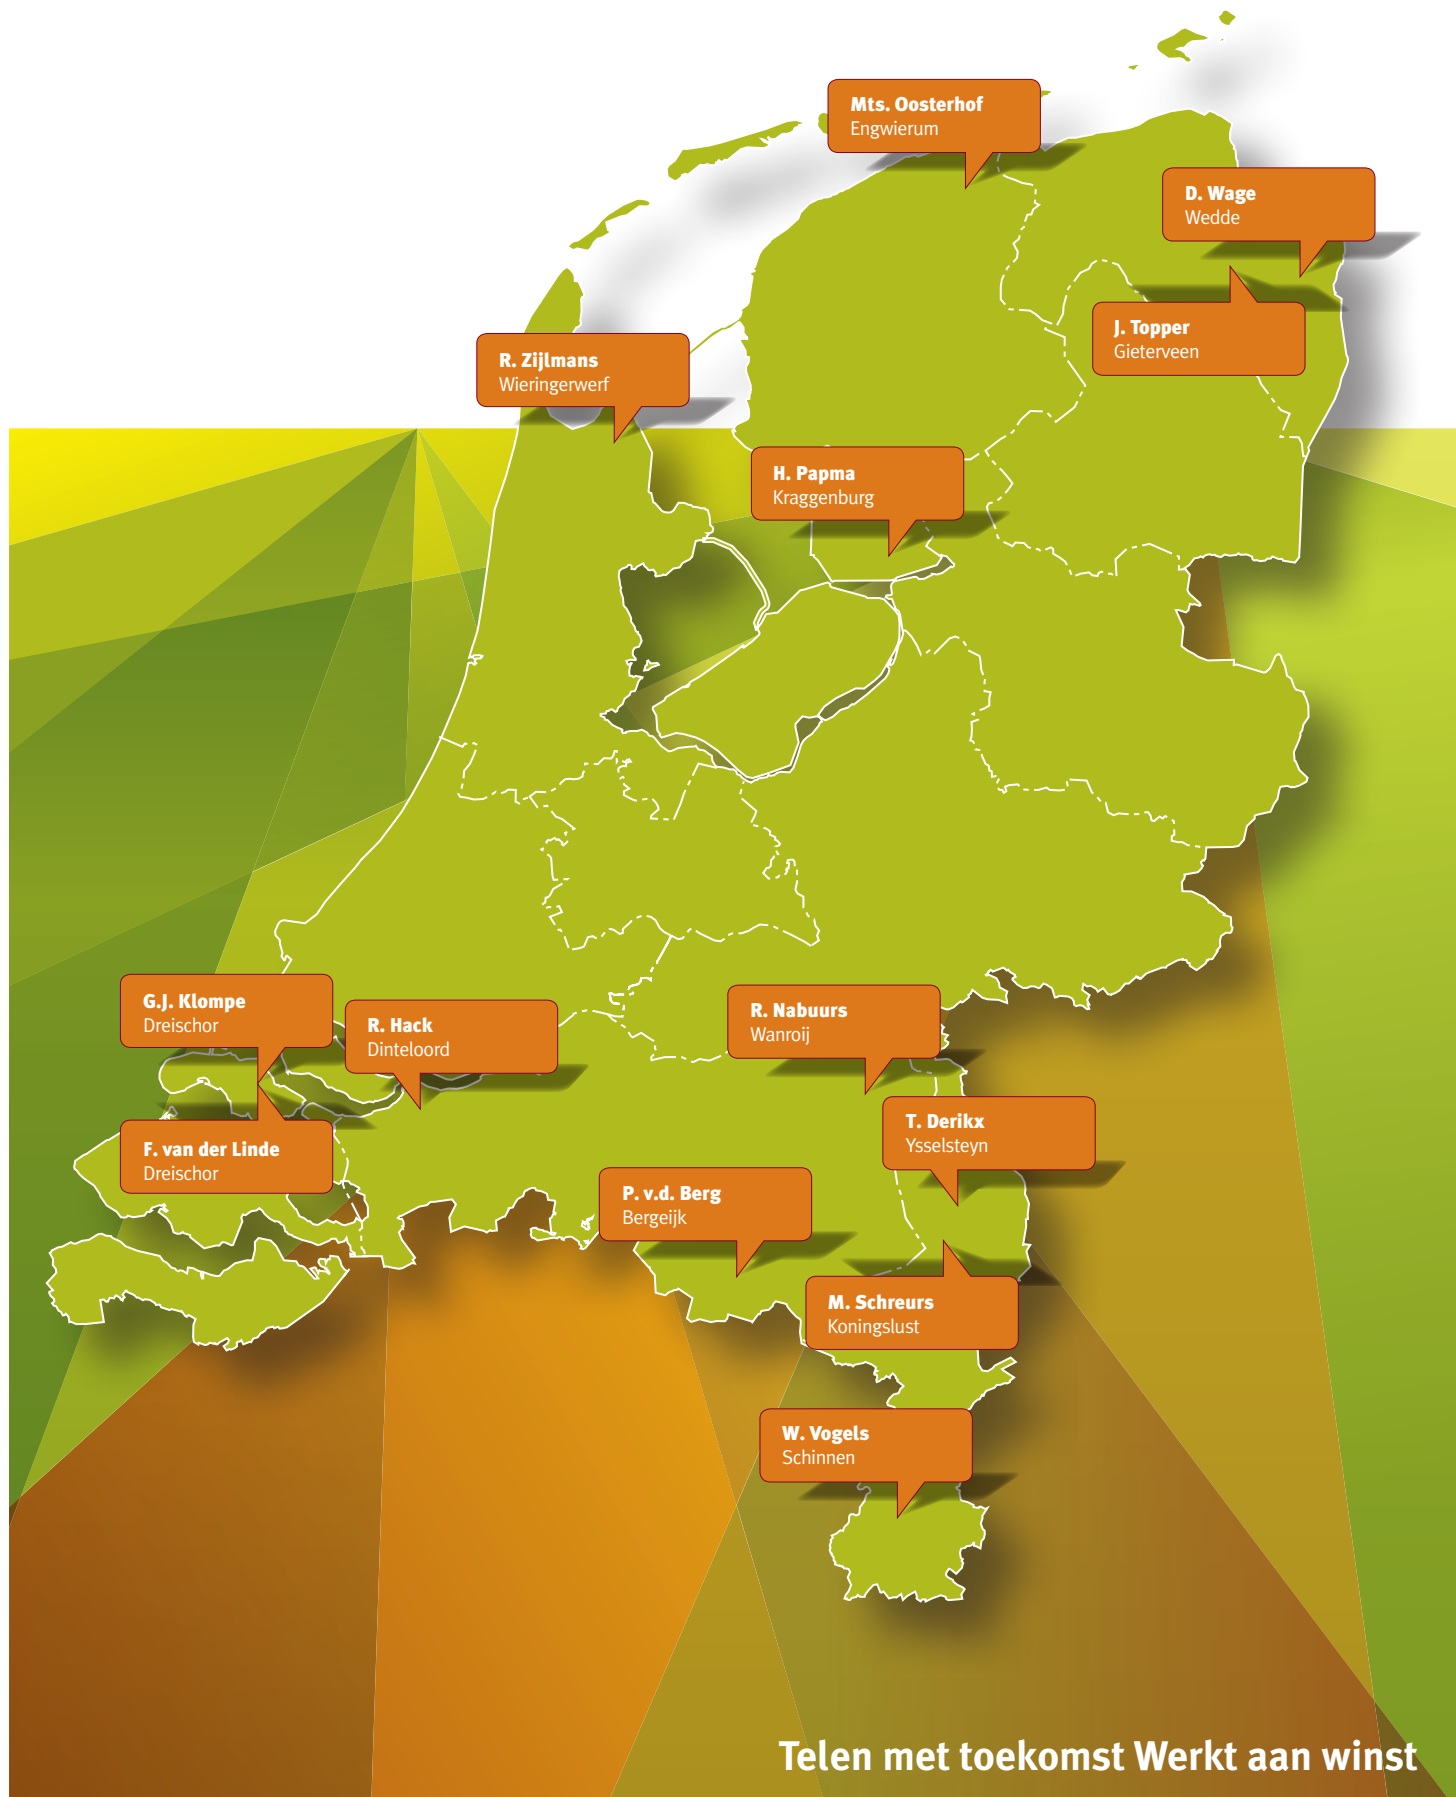 Mts. Oosterhof
Engwierum
D. Wage
Wedde
J. Topper
Gieterveen
R. Zijlmans
Wieringerwerf
H. Papma
Kraggenburg
G.J. Klompe
Dreischor
R. Hack
Dinteloord
R. Nabuurs
Wanroij
T. Derikx
Ysselsteyn
F. van der Linde
Dreischor
P. v.d. Berg
Bergeijk
M. Schreurs
Koningslust
W. Vogels
Schinnen
Telen met toekomst Werkt aan winst